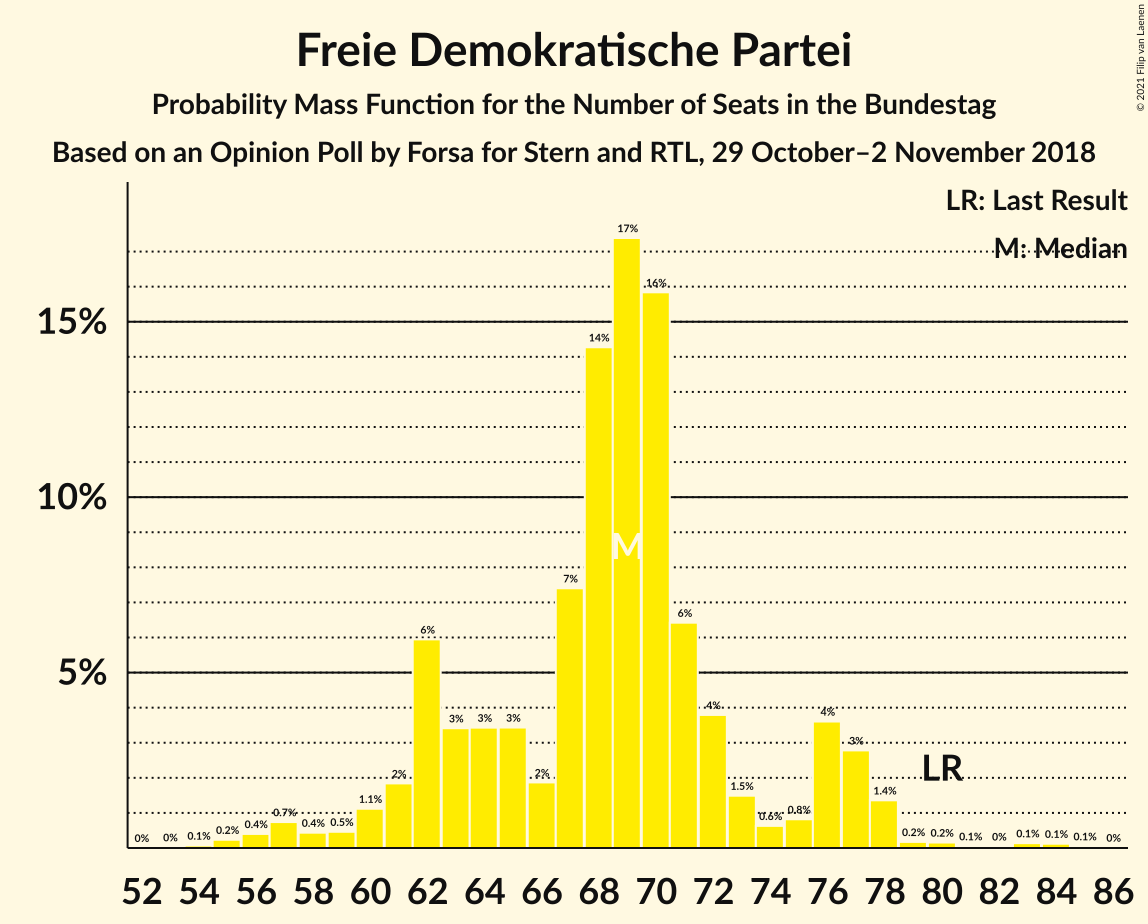 © 2021 Filip van Laenen
Freie Demokratische Partei
Probability Mass Function for the Number of Seats in the Bundestag
Based on an Opinion Poll by Forsa for Stern and RTL, 29 October–2 November 2018
LR: Last Result
M: Median
15%
10%
5%
0% 0% 0.1% 0.2% 0.4% 0.7% 0.4% 0.5% 1.1% 2% 6% 3% 3% 3% 2% 7% 14% 17% 16% 6% 4% 1.5% 0.6% 0.8% 4% 3% 1.4% 0.2% 0.2% 0.1% 0% 0.1% 0.1% 0.1% 0%
M
LR
52 54 56 58 60 62 64 66 68 70 72 74 76 78 80 82 84 86